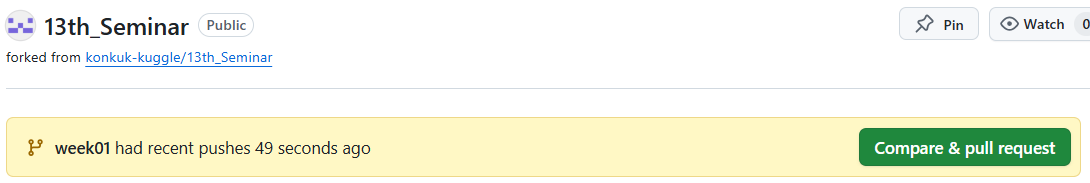 13th_Seminar Public Pin Watch 0
forked from konkuk-kuggle/13th_Seminar
week01 had recent pushes 49 seconds ago Compare & pull request